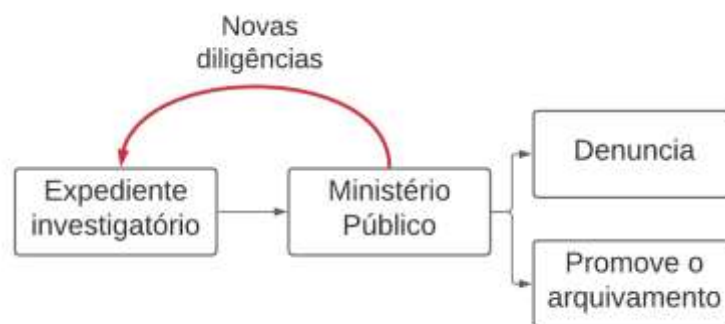 Novas
diligências
Expediente
investigatório
Ministério
Público
Denuncia
Promove o
arquivamento